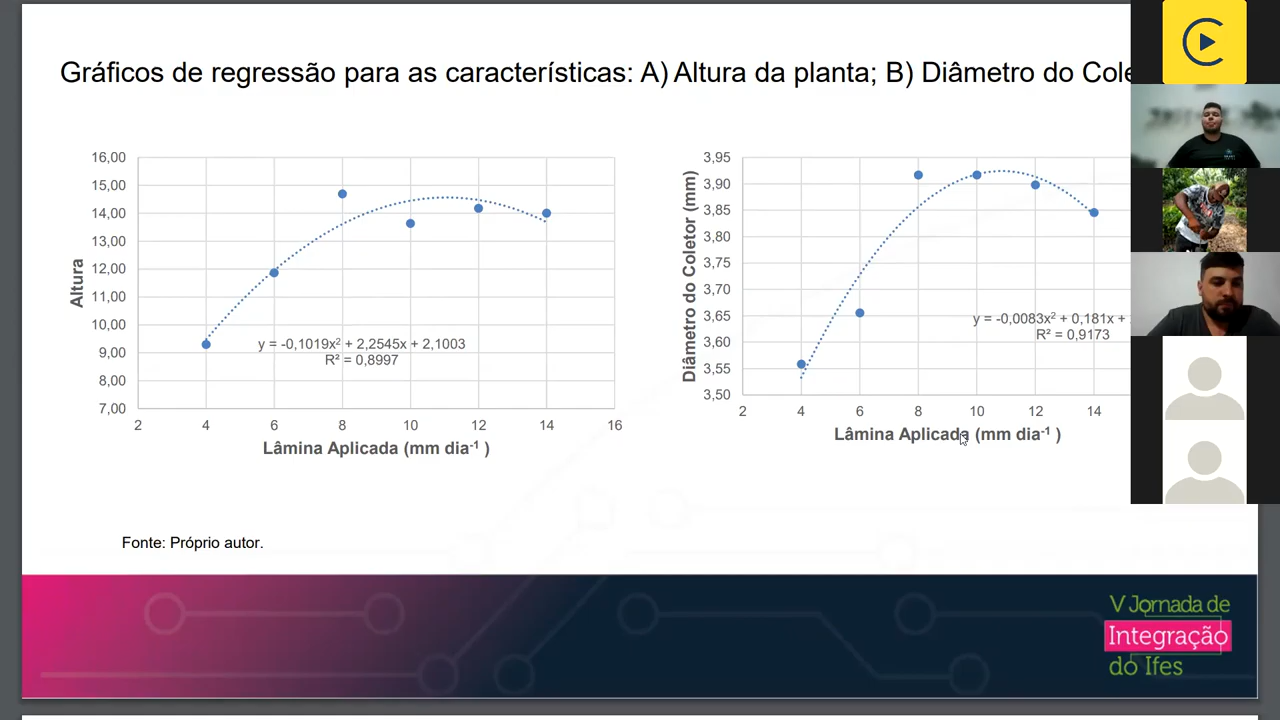 Gráficos de regressão para as características: A) Altura da planta; B) Diâmetro do Cole
16,00
15,00
14,00
13,00
12,00
11,00
10,00
9,00
8,00
7,00
Altura
y = -0,1019x² + 2,2545x + 2,1003
R² = 0,8997
2 4 6 8 10 12 14 16
Lâmina Aplicada (mm dia⁻¹ )
3,95
3,90
3,85
3,80
3,75
3,70
3,65
3,60
3,55
3,50
Diâmetro do Coletor (mm)
y = -0,0083x² + 0,181x +
R² = 0,9173
2 4 6 8 10 12 14
Lâmina Aplicada (mm dia⁻¹ )
Fonte: Próprio autor.
V Jornada de
Integração
do Ifes